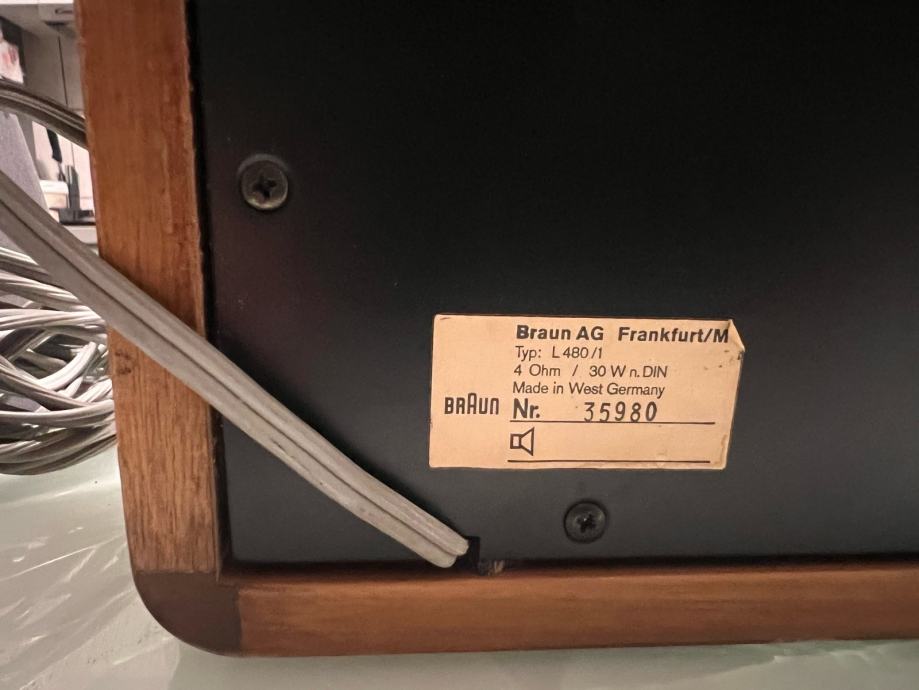 Braun AG Frankfurt/M
Typ: L 480/1
4 Ohm / 30 W n. DIN
Made in West Germany
BRAUN Nr. 35980